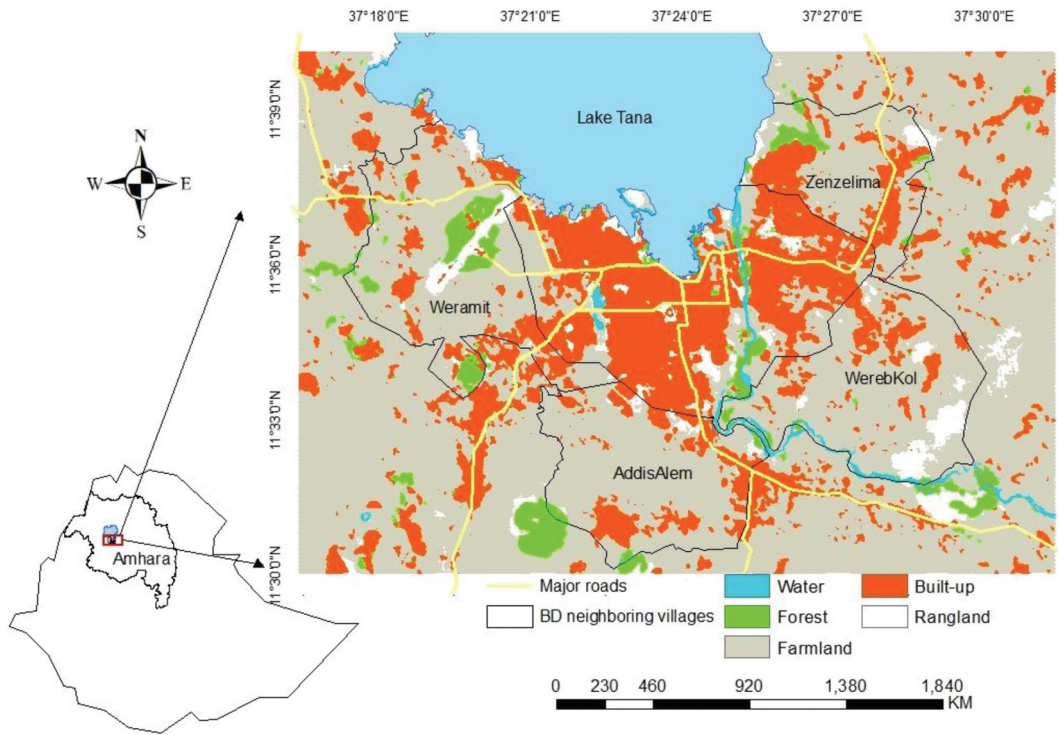 37°18'0"E 37°21'0"E 37°24'0"E 37°27'0"E 37°30'0"E
11°39'0"N
11°36'0"N
11°33'0"N
11°30'0"N
N
W E
S
Lake Tana
Zenzelima
Weramit
WerebKol
AddisAlem
Amhara
Major roads
BD neighboring villages
Water
Forest
Farmland
Built-up
Rangland
0 230 460 920 1,380 1,840
KM